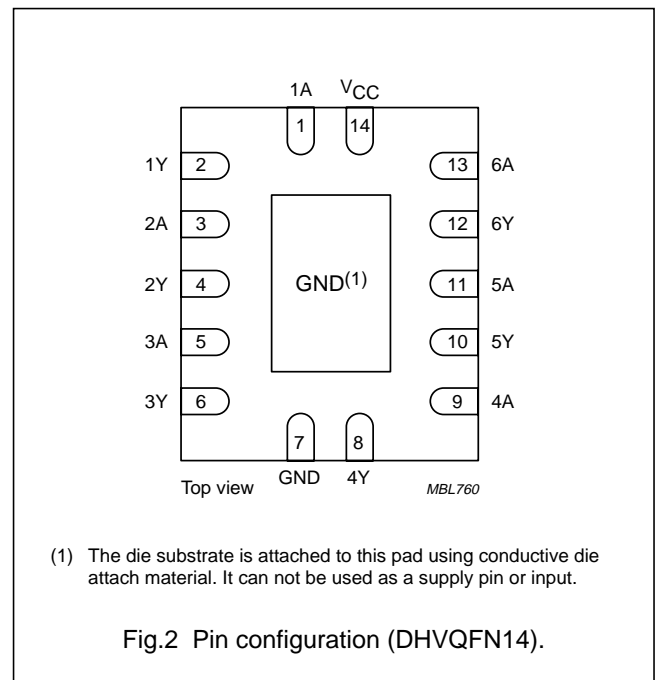 1A VCC
1 14
1Y 2 13 6A
2A 3 12 6Y
2Y 4 GND(1) 11 5A
3A 5 10 5Y
3Y 6 9 4A
7 8
Top view GND 4Y MBL760
(1) The die substrate is attached to this pad using conductive die
attach material. It can not be used as a supply pin or input.
Fig.2 Pin configuration (DHVQFN14).